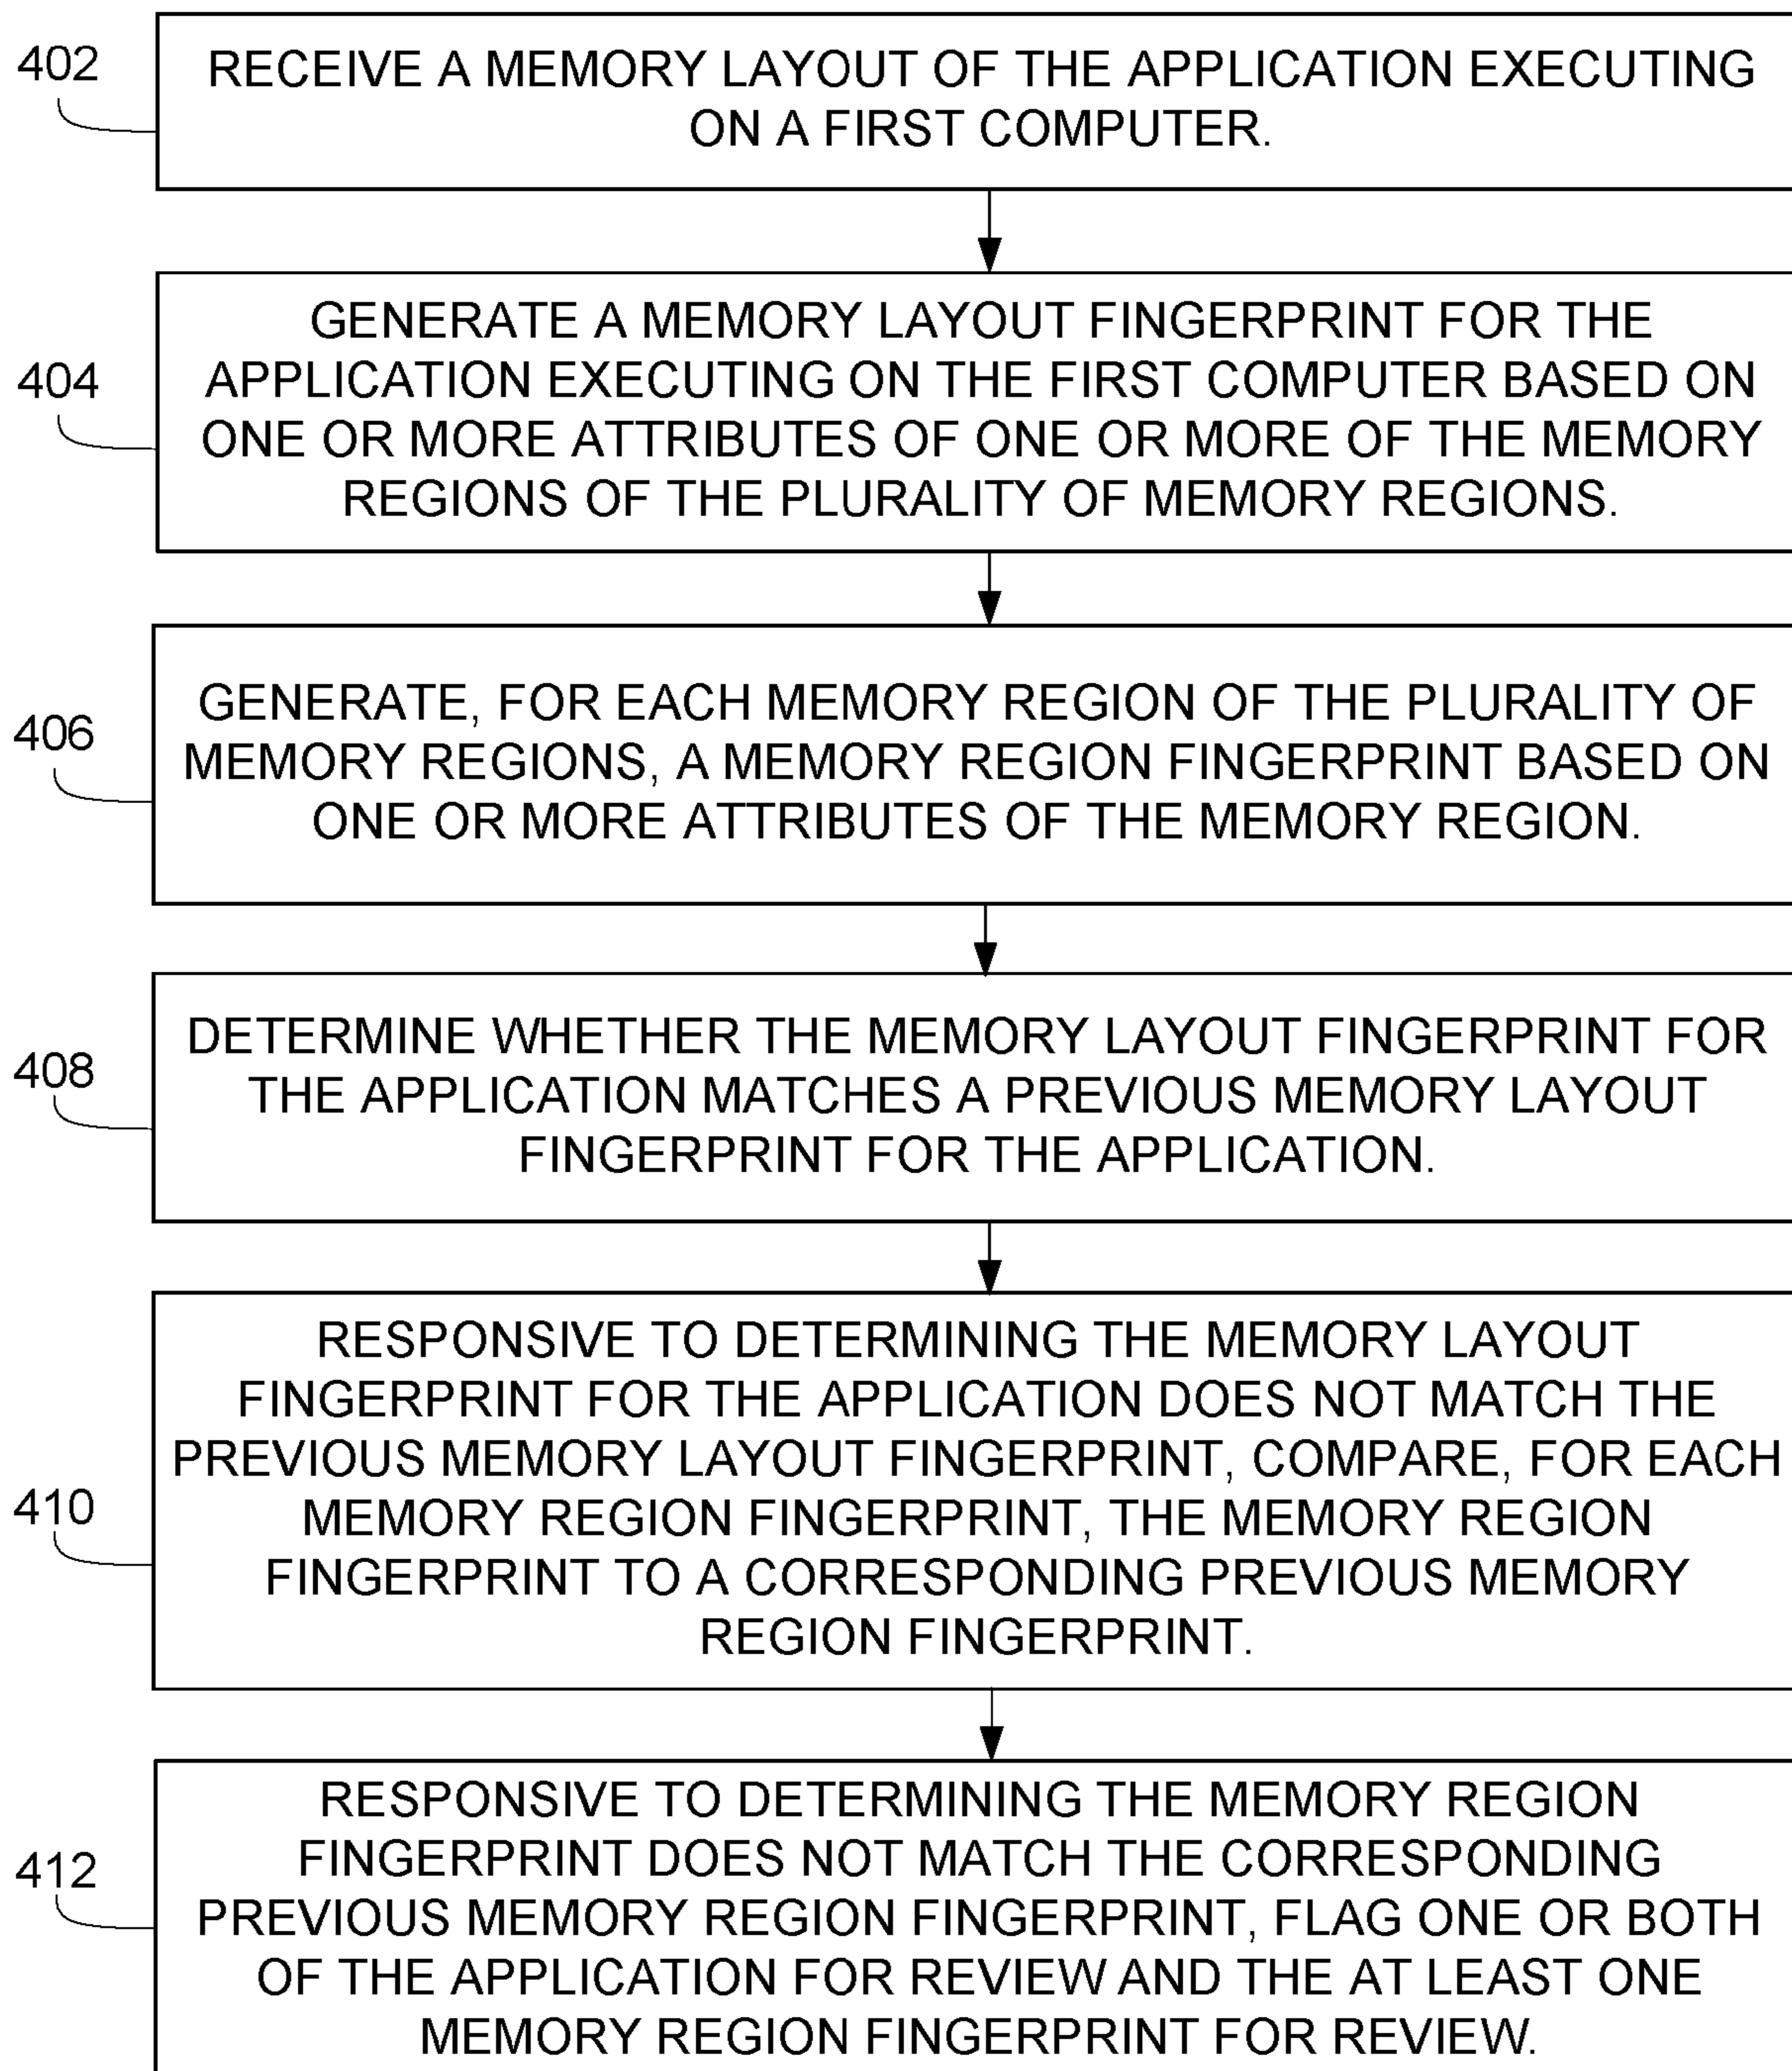 402
RECEIVE A MEMORY LAYOUT OF THE APPLICATION EXECUTING
ON A FIRST COMPUTER.
404
GENERATE A MEMORY LAYOUT FINGERPRINT FOR THE
APPLICATION EXECUTING ON THE FIRST COMPUTER BASED ON
ONE OR MORE ATTRIBUTES OF ONE OR MORE OF THE MEMORY
REGIONS OF THE PLURALITY OF MEMORY REGIONS.
406
GENERATE, FOR EACH MEMORY REGION OF THE PLURALITY OF
MEMORY REGIONS, A MEMORY REGION FINGERPRINT BASED ON
ONE OR MORE ATTRIBUTES OF THE MEMORY REGION.
408
DETERMINE WHETHER THE MEMORY LAYOUT FINGERPRINT FOR
THE APPLICATION MATCHES A PREVIOUS MEMORY LAYOUT
FINGERPRINT FOR THE APPLICATION.
410
RESPONSIVE TO DETERMINING THE MEMORY LAYOUT
FINGERPRINT FOR THE APPLICATION DOES NOT MATCH THE
PREVIOUS MEMORY LAYOUT FINGERPRINT, COMPARE, FOR EACH
MEMORY REGION FINGERPRINT, THE MEMORY REGION
FINGERPRINT TO A CORRESPONDING PREVIOUS MEMORY
REGION FINGERPRINT.
412
RESPONSIVE TO DETERMINING THE MEMORY REGION
FINGERPRINT DOES NOT MATCH THE CORRESPONDING
PREVIOUS MEMORY REGION FINGERPRINT, FLAG ONE OR BOTH
OF THE APPLICATION FOR REVIEW AND THE AT LEAST ONE
MEMORY REGION FINGERPRINT FOR REVIEW.